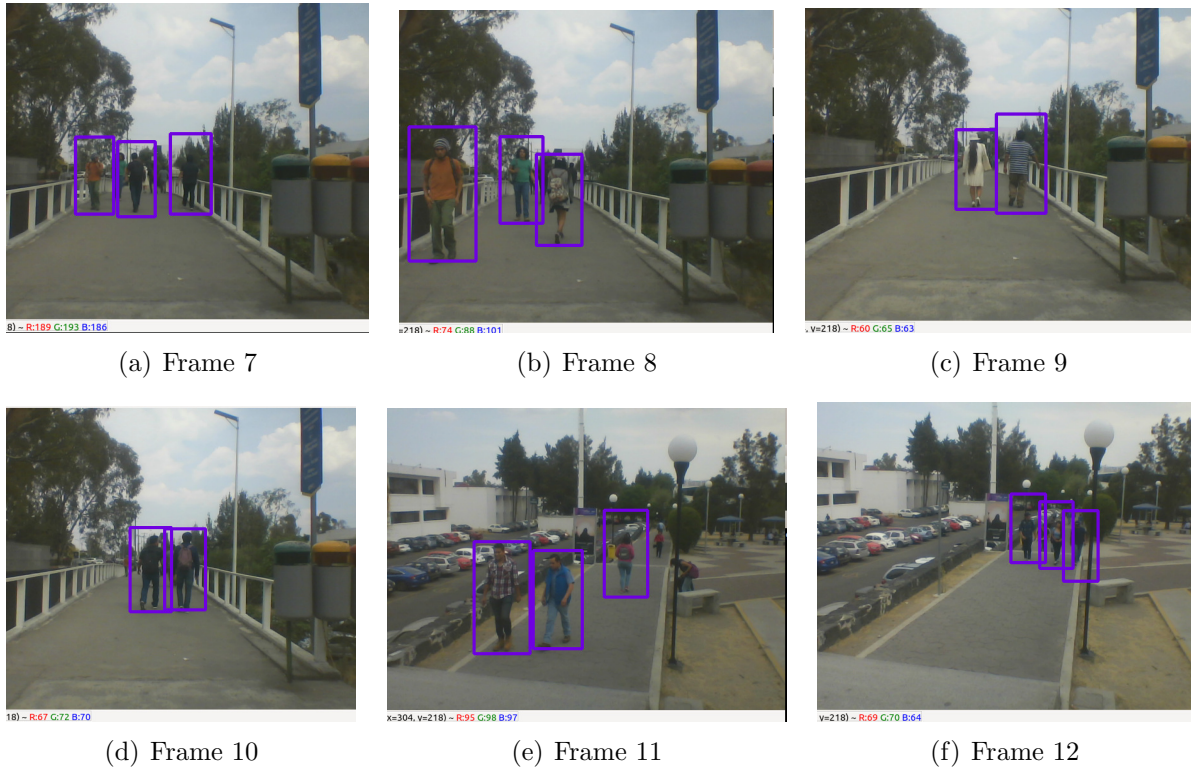 8) ~ R:189 G:193 B:186
=218) ~ R:74 G:88 B:101
, y=218) ~ R:60 G:65 B:63
(a) Frame 7
(b) Frame 8
(c) Frame 9
18) ~ R:67 G:72 B:70
x=304, y=218) ~ R:95 G:98 B:97
y=218) ~ R:69 G:70 B:64
(d) Frame 10
(e) Frame 11
(f) Frame 12